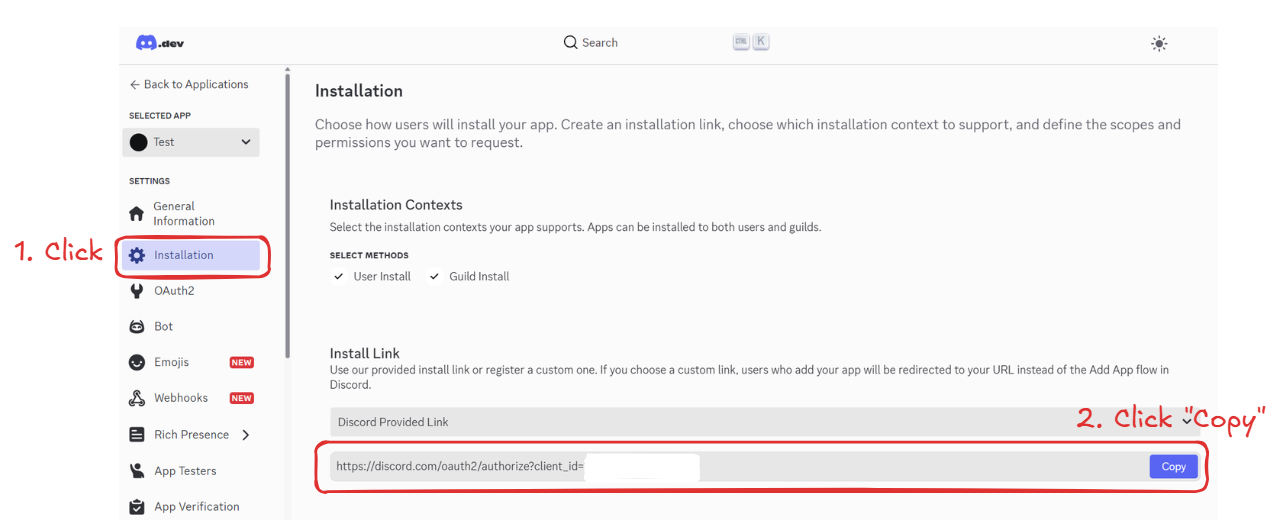 .dev
Search
CTRL K
Back to Applications
SELECTED APP
Test
SETTINGS
General
Information
1. Click
Installation
OAuth2
Bot
Emojis NEW
Webhooks NEW
Rich Presence
App Testers
App Verification
Installation
Choose how users will install your app. Create an installation link, choose which installation context to support, and define the scopes and
permissions you want to request.
Installation Contexts
Select the installation contexts your app supports. Apps can be installed to both users and guilds.
SELECT METHODS
User Install Guild Install
Install Link
Use our provided install link or register a custom one. If you choose a custom link, users who add your app will be redirected to your URL instead of the Add App flow in
Discord.
Discord Provided Link
2. Click "Copy"
https://discord.com/oauth2/authorize?client_id=
Copy